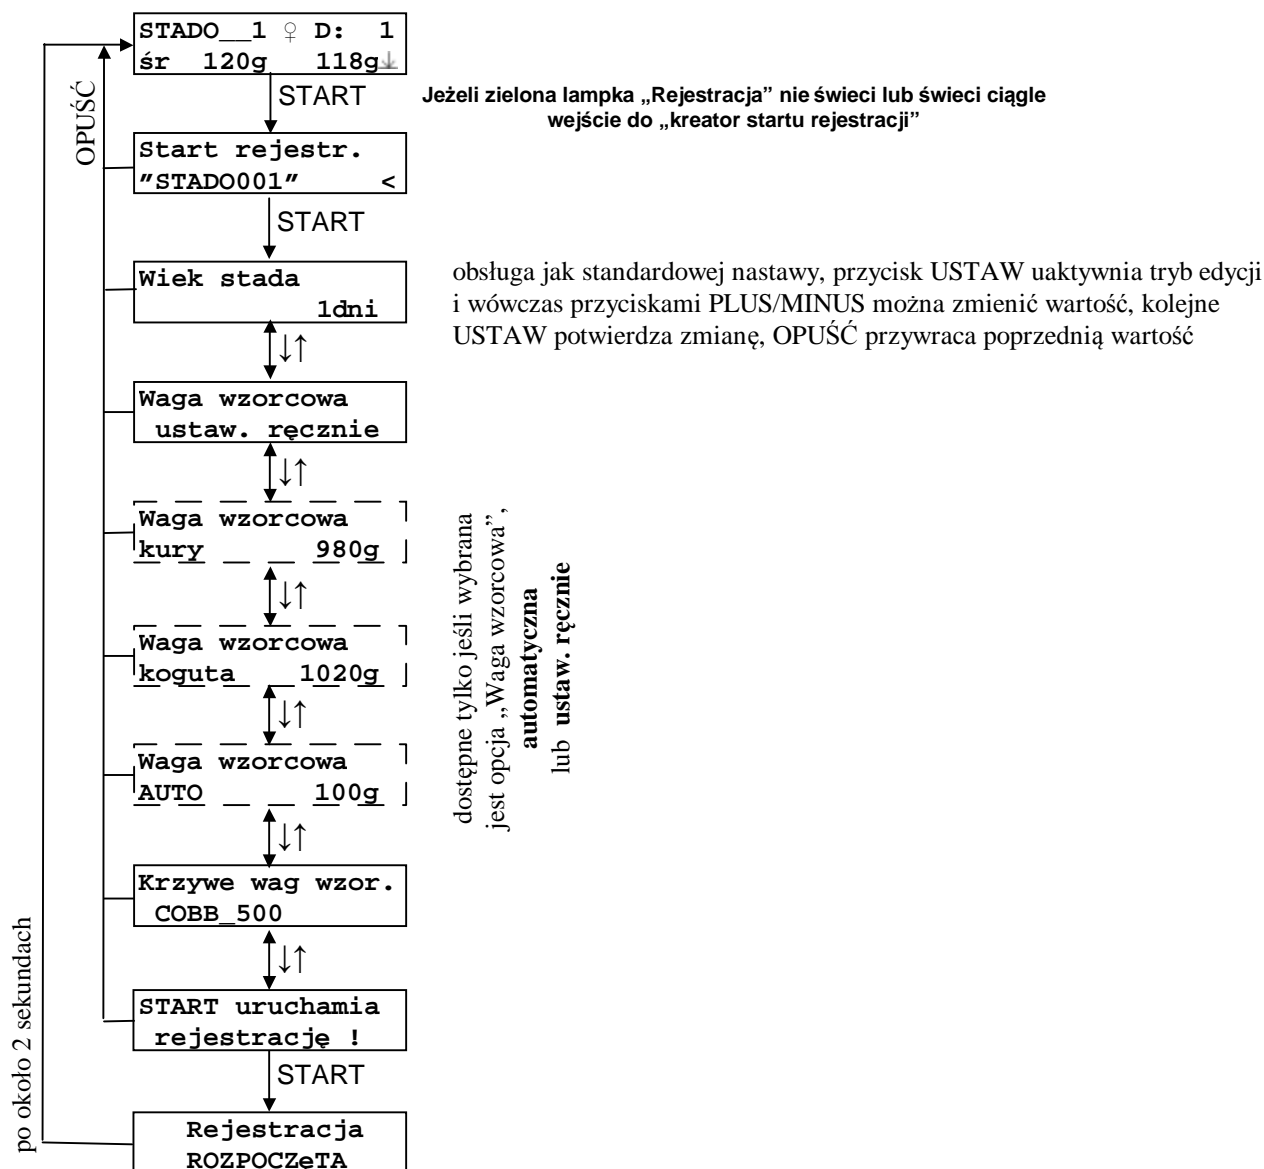 STADO__1 ♀ D: 1
śr 120g 118g↓
START
Jeżeli zielona lampka „Rejestracja” nie świeci lub świeci ciągle
wejście do „kreator startu rejestracji”
OPUŚĆ
Start rejestr.
”STADO001” <
START
Wiek stada
1dni
obsługa jak standardowej nastawy, przycisk USTAW uaktywnia tryb edycji
i wówczas przyciskami PLUS/MINUS można zmienić wartość, kolejne
USTAW potwierdza zmianę, OPUŚĆ przywraca poprzednią wartość
↓↑
Waga wzorcowa
ustaw. ręcznie
↓↑
Waga wzorcowa
kury 980g
↓↑
Waga wzorcowa
koguta 1020g
↓↑
Waga wzorcowa
AUTO 100g
dostępne tylko jeśli wybrana
jest opcja „Waga wzorcowa”,
automatyczna
lub ustaw. ręcznie
↓↑
Krzywe wag wzor.
COBB_500
↓↑
START uruchamia
rejestrację !
START
Rejestracja
ROZPOCZęTA
po około 2 sekundach